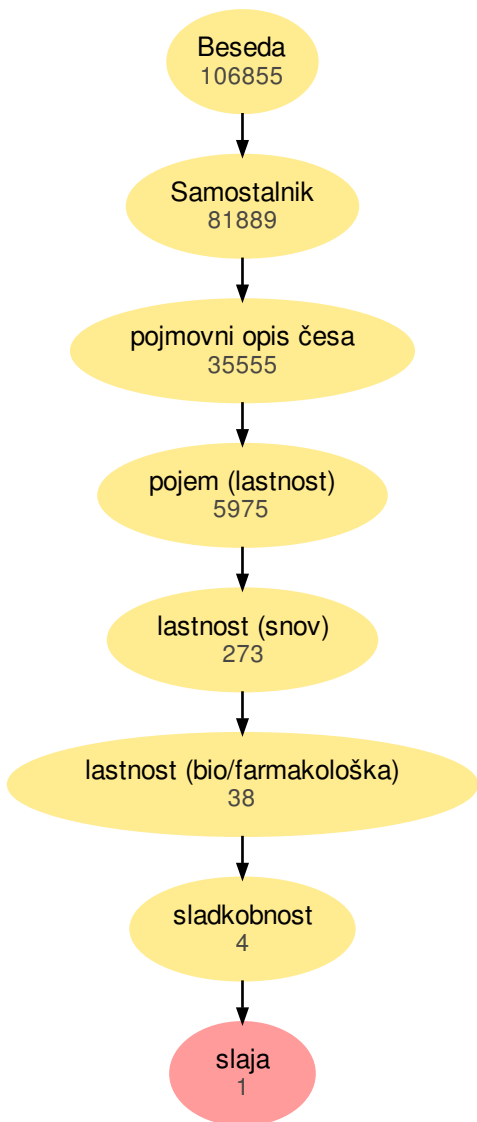 Beseda
106855
Samostalnik
81889
pojmovni opis česa
35555
pojem (lastnost)
5975
lastnost (snov)
273
lastnost (bio/farmakološka)
38
sladkobnost
4
slaja
1